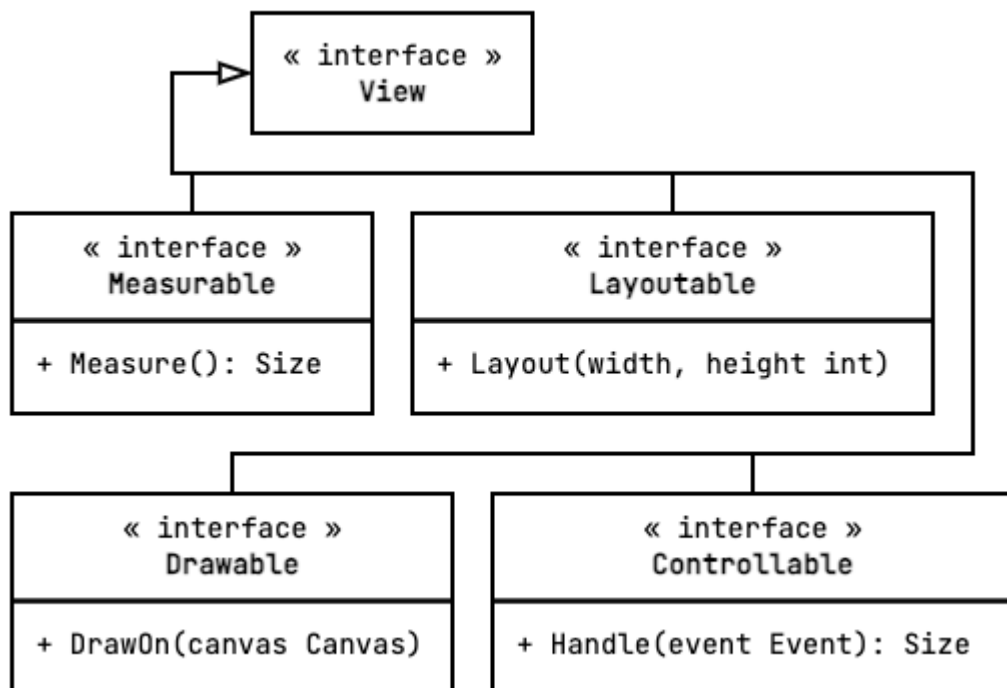 « interface »
View
« interface »
Measurable
+ Measure(): Size
« interface »
Layoutable
+ Layout(width, height int)
« interface »
Drawable
+ DrawOn(canvas Canvas)
« interface »
Controllable
+ Handle(event Event): Size